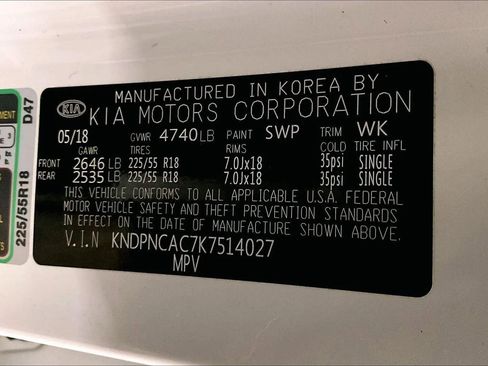 MANUFACTURED IN KOREA BY
KIA KIA MOTORS CORPORATION
05/18 GVWR 4740 LB PAINT SWP TRIM WK
GAWR TIRES RIMS COLD TIRE INFL
FRONT 2646 LB 225/55 R18 7.0Jx18 35psi SINGLE
REAR 2535 LB 225/55 R18 7.0Jx18 35psi SINGLE
THIS VEHICLE CONFORMS TO ALL APPLICABLE U.S.A. FEDERAL
MOTOR VEHICLE SAFETY AND THEFT PREVENTION STANDARDS
IN EFFECT ON THE DATE OF MANUFACTURE SHOWN ABOVE.
V.I.N KNDPNCAC7K7514027
MPV
225/55R18 D47